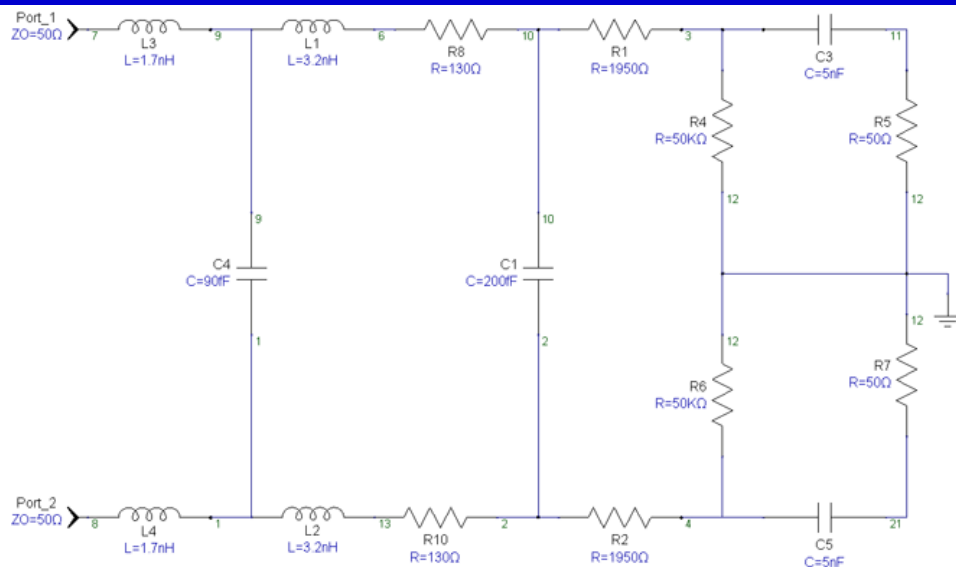 Port_1
ZO=50Ω
7
L3
L=1.7nH
9
L1
L=3.2nH
6
R8
R=130Ω
10
R1
R=1950Ω
3
C3
C=5nF
11
R4
R=50KΩ
R5
R=50Ω
12
12
9
10
C4
C=90fF
C1
C=200fF
1
2
12
12
R6
R=50KΩ
R7
R=50Ω
Port_2
ZO=50Ω
8
L4
L=1.7nH
1
L2
L=3.2nH
13
R10
R=130Ω
2
R2
R=1950Ω
4
C5
C=5nF
21